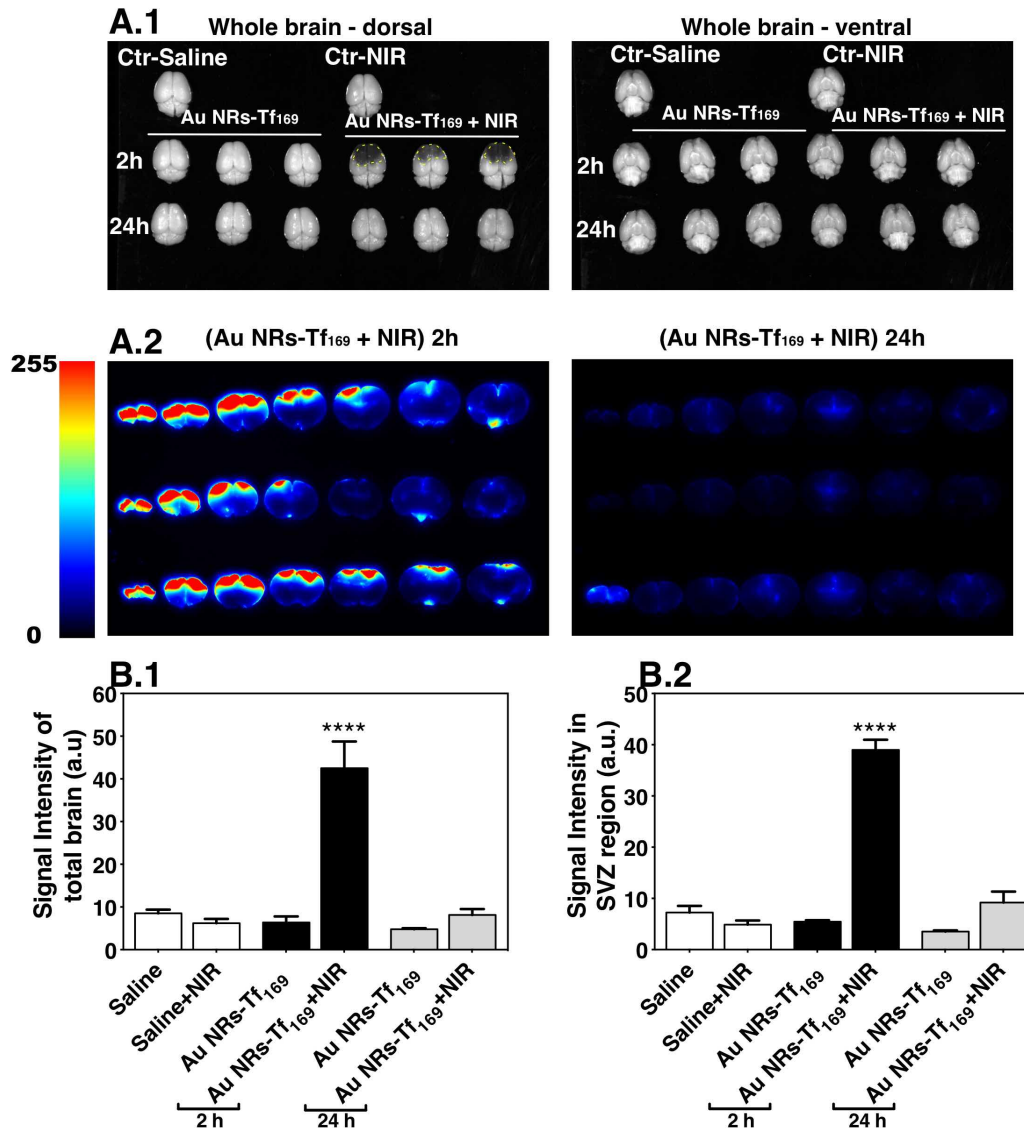 A.1
Whole brain - dorsal
Whole brain - ventral
Ctr-Saline
Ctr-NIR
Au NRs-Tf₁₆₉
Au NRs-Tf₁₆₉ + NIR
2h
24h
Ctr-Saline
Ctr-NIR
Au NRs-Tf₁₆₉
Au NRs-Tf₁₆₉ + NIR
2h
24h
A.2
(Au NRs-Tf₁₆₉ + NIR) 2h
(Au NRs-Tf₁₆₉ + NIR) 24h
255
0
B.1
Signal Intensity of
total brain (a.u)
60
50
40
30
20
10
0
****
Saline
Saline+NIR
Au NRs-Tf₁₆₉
Au NRs-Tf₁₆₉+NIR
Au NRs-Tf₁₆₉
Au NRs-Tf₁₆₉+NIR
2 h
24 h
B.2
Signal Intensity in
SVZ region (a.u.)
50
40
30
20
10
0
****
Saline
Saline+NIR
Au NRs-Tf₁₆₉
Au NRs-Tf₁₆₉+NIR
Au NRs-Tf₁₆₉
Au NRs-Tf₁₆₉+NIR
2 h
24 h